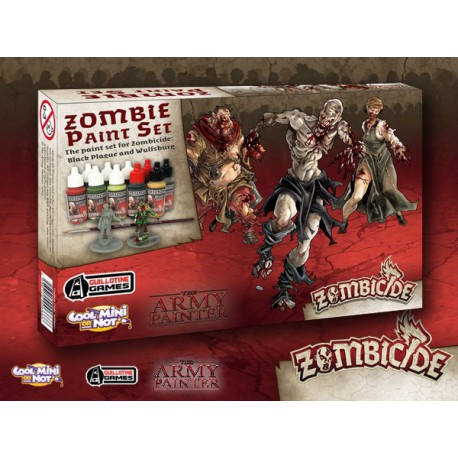 ZOMBIE
PAINT SET
The paint set for Zombicide:
Black Plague and Wulfsburg
GUILLOTINE
GAMES
COOL MINI
OR NOT
THE
ARMY
PAINTER
ZOMBICIDE
COOL MINI
OR NOT
GUILLOTINE
GAMES
THE
ARMY
PAINTER
ZOMBICIDE